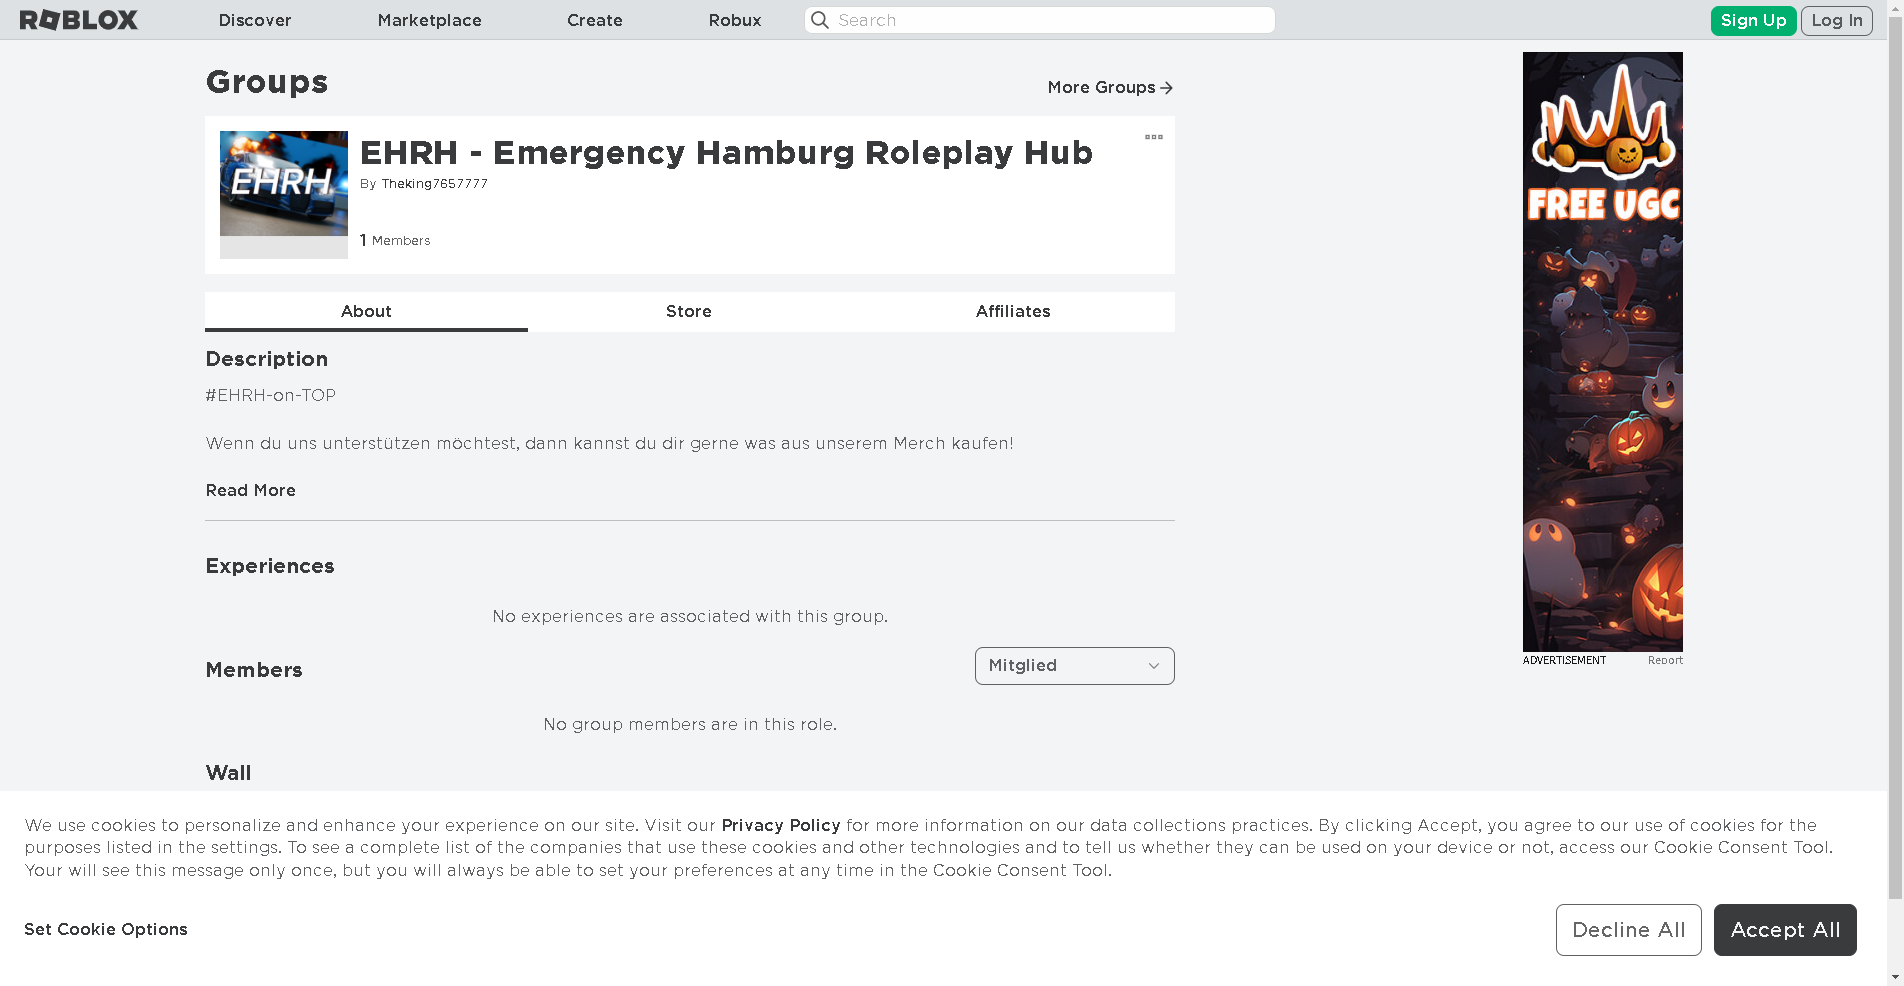 ROBLOX
Discover
Marketplace
Create
Robux
Search
Sign Up
Log In
Groups
More Groups
EHRH
EHRH - Emergency Hamburg Roleplay Hub
By Theking7657777
1 Members
About
Store
Affiliates
Description
#EHRH-on-TOP
Wenn du uns unterstützen möchtest, dann kannst du dir gerne was aus unserem Merch kaufen!
Read More
Experiences
No experiences are associated with this group.
Members
Mitglied
No group members are in this role.
Wall
FREE UGC
ADVERTISEMENT
Report
We use cookies to personalize and enhance your experience on our site. Visit our Privacy Policy for more information on our data collections practices. By clicking Accept, you agree to our use of cookies for the
purposes listed in the settings. To see a complete list of the companies that use these cookies and other technologies and to tell us whether they can be used on your device or not, access our Cookie Consent Tool.
Your will see this message only once, but you will always be able to set your preferences at any time in the Cookie Consent Tool.
Set Cookie Options
Decline All
Accept All